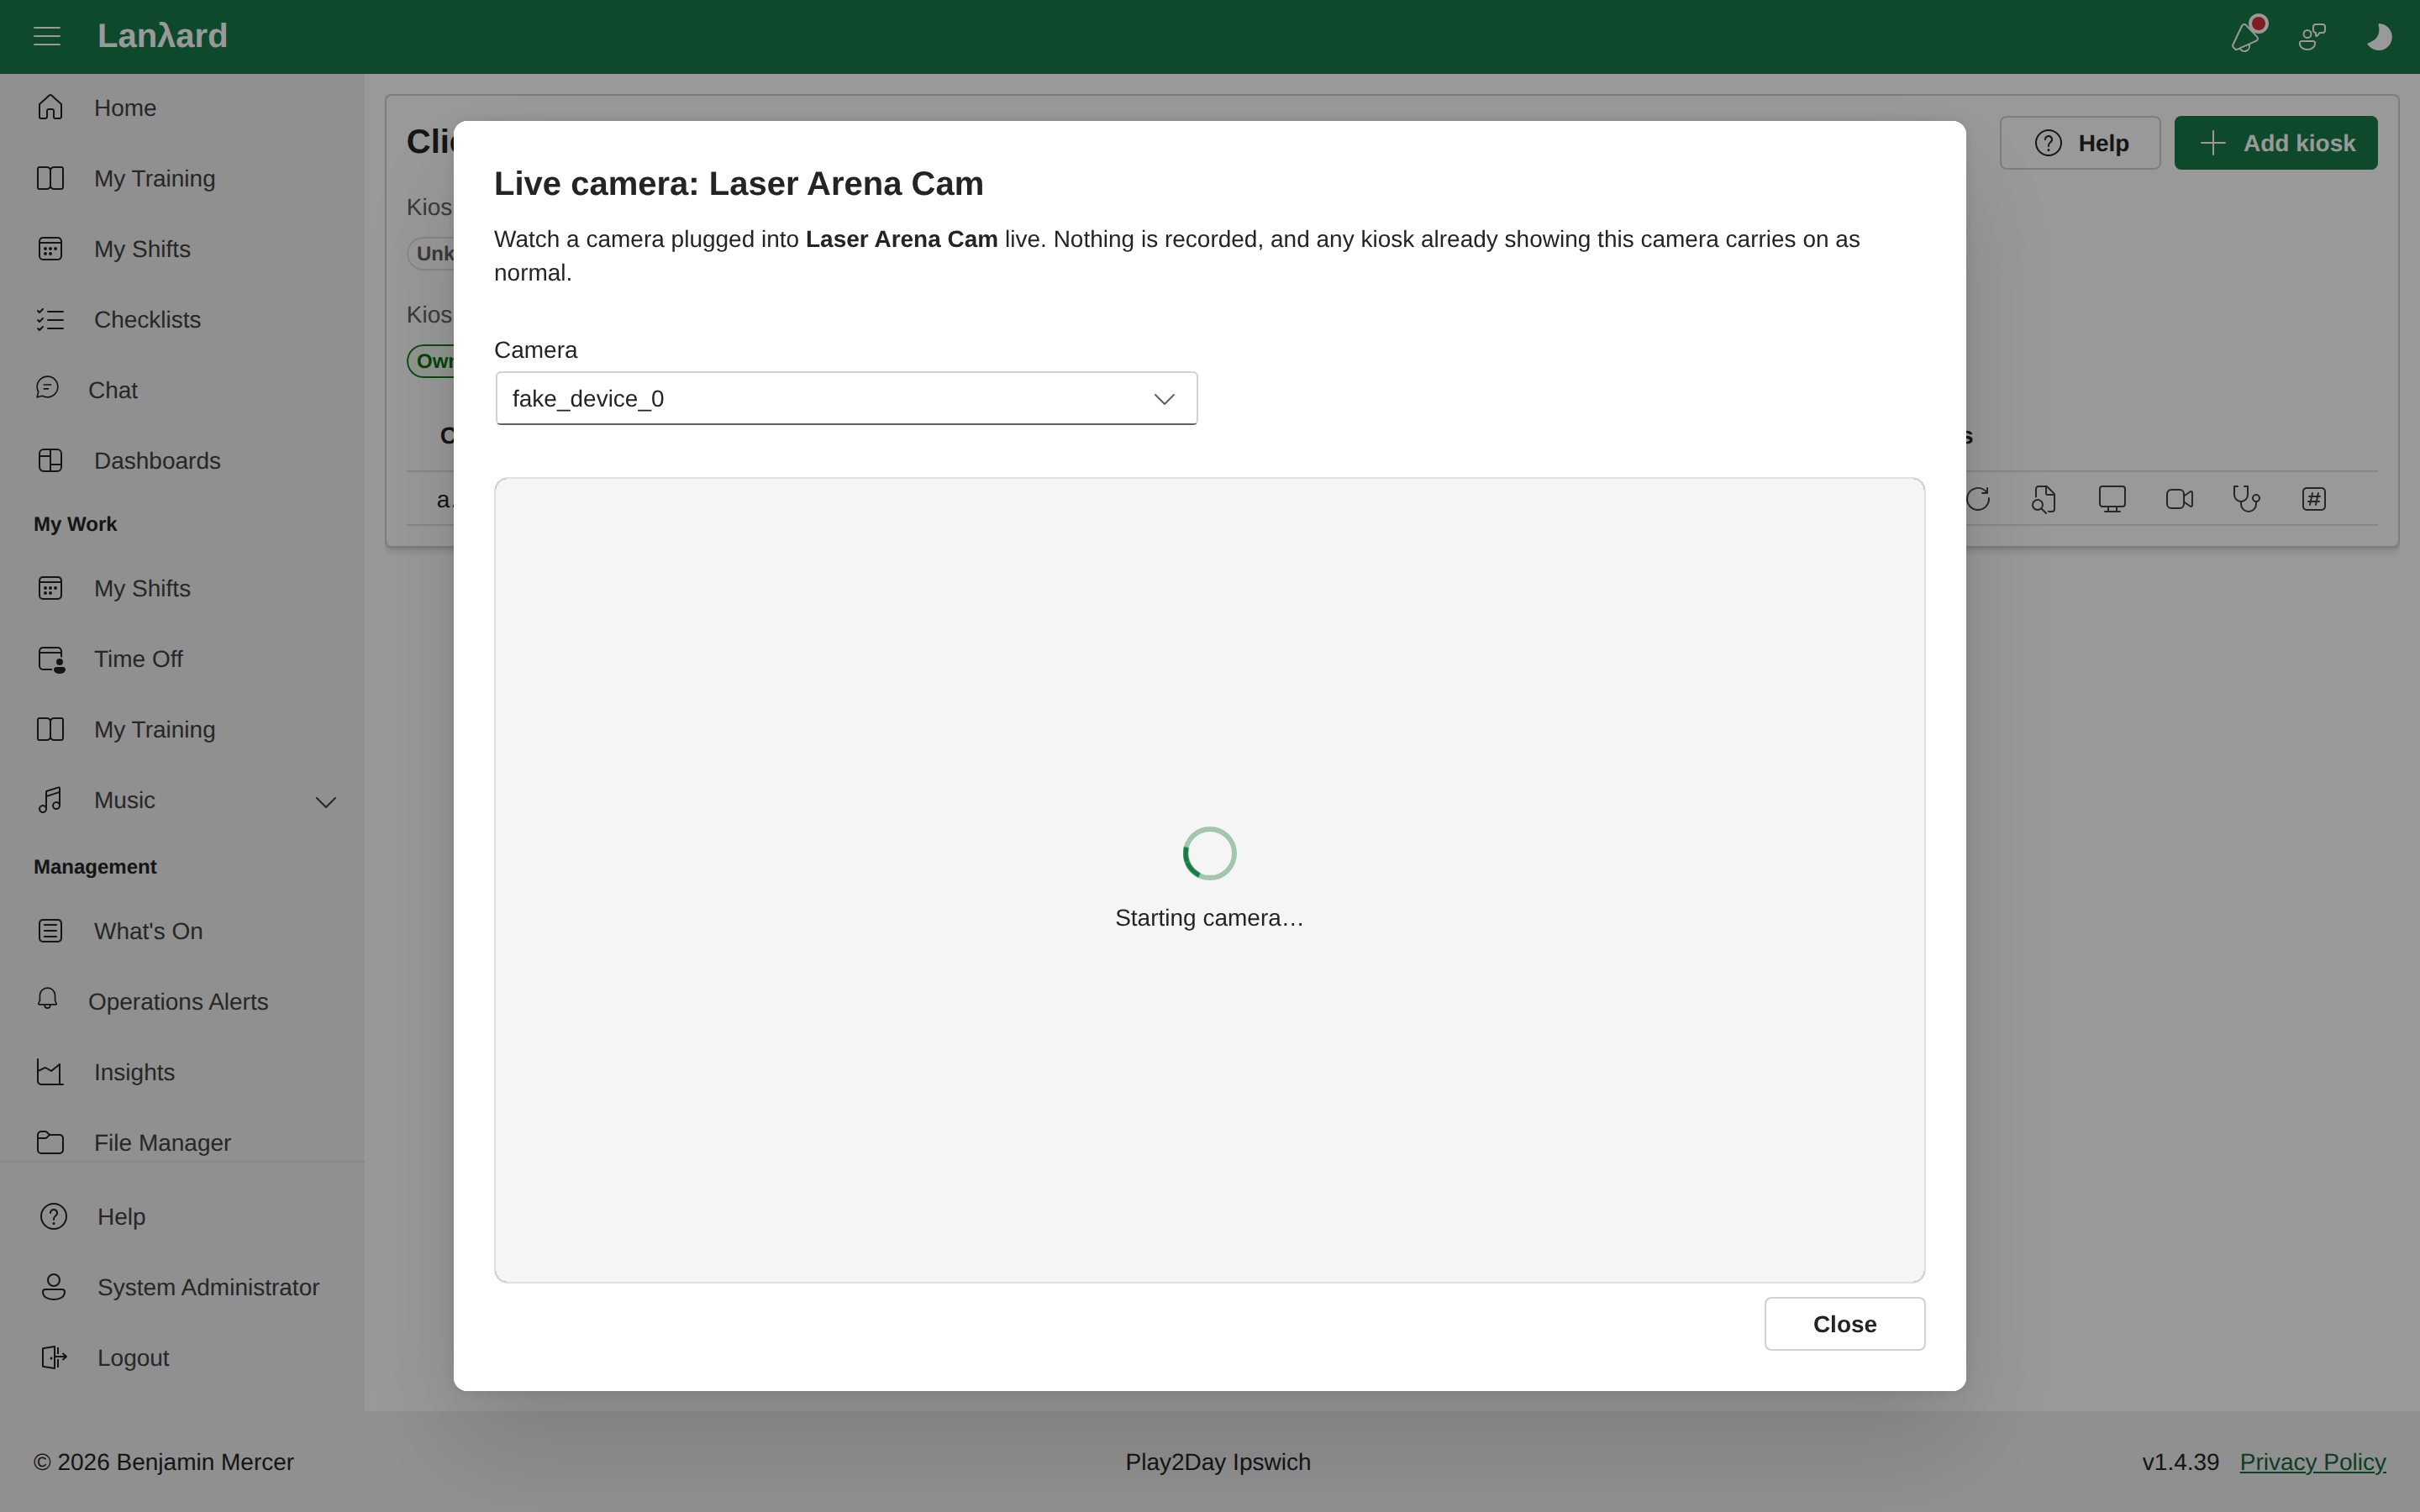 Lanλard
Home
My Training
My Shifts
Checklists
Chat
Dashboards
My Work
My Shifts
Time Off
My Training
Music
Management
What's On
Operations Alerts
Insights
File Manager
Help
System Administrator
Logout
Help
Add kiosk
Live camera: Laser Arena Cam
Watch a camera plugged into Laser Arena Cam live. Nothing is recorded, and any kiosk already showing this camera carries on as
normal.
Camera
fake_device_0
Starting camera…
Close
© 2026 Benjamin Mercer
Play2Day Ipswich
v1.4.39 Privacy Policy